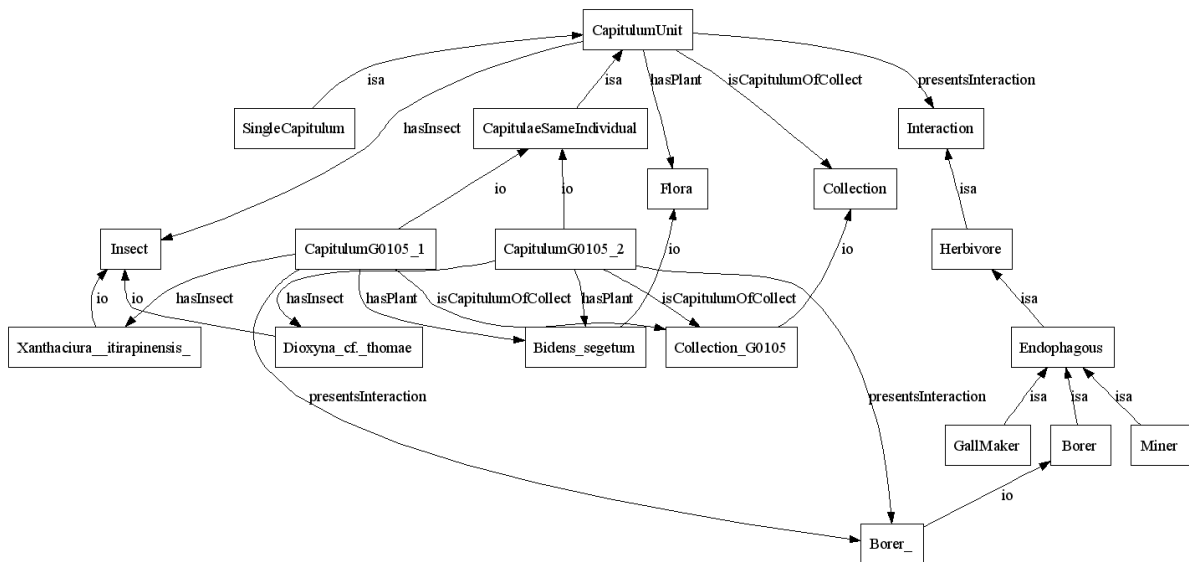 CapitulumUnit
isa
hasPlant
isa
isCapitulumOfCollect
presentsInteraction
SingleCapitulum
hasInsect
CapitulaeSameIndividual
Interaction
io
io
Flora
Collection
isa
Insect
CapitulumG0105_1
CapitulumG0105_2
io
io
Herbivore
io
io
hasInsect
hasInsect
hasPlant
isCapitulumOfCollect
hasPlant
isCapitulumOfCollect
isa
Xanthaciura__itirapinensis_
Dioxyna_cf._thomae
Bidens_segetum
Collection_G0105
Endophagous
presentsInteraction
presentsInteraction
isa
isa
isa
GallMaker
Borer
Miner
io
Borer_